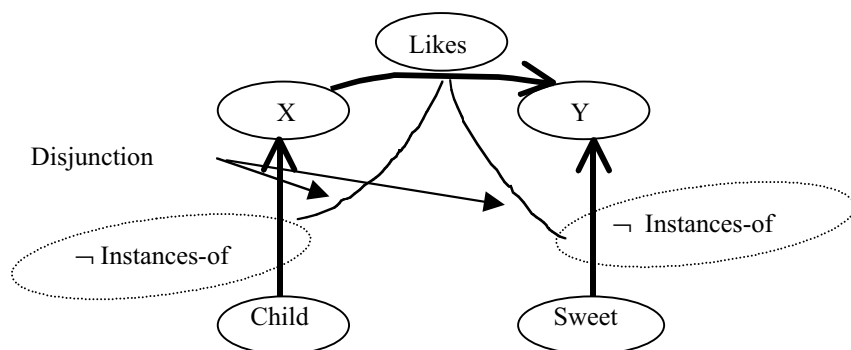 Likes
X
Y
Disjunction
¬ Instances-of
¬ Instances-of
Child
Sweet